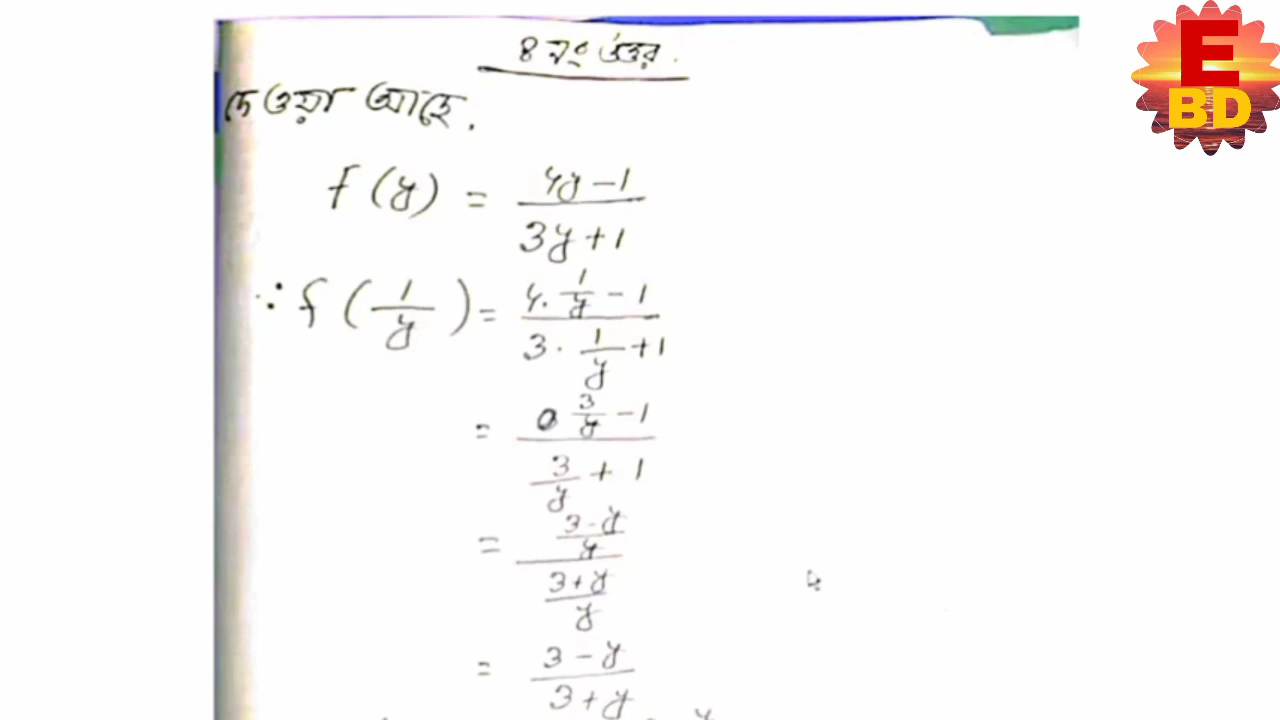 ৪ নং উত্তর.
দেওয়া আছে.
f(y) = (4y-1)/(3y+1)
∴ f(1/y) = (4·1/y - 1)/(3·1/y + 1)
= (3/y - 1)/(3/y + 1)
= ((3-y)/y)/((3+y)/y)
= (3-y)/(3+y)
E
BD